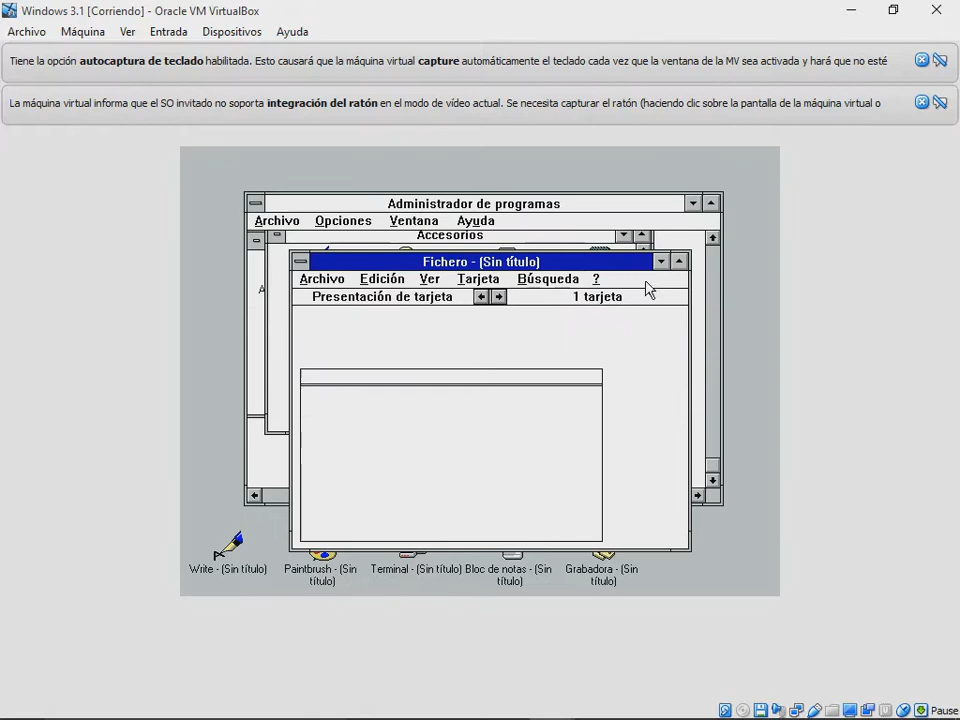 Windows 3.1 [Corriendo] - Oracle VM VirtualBox
Archivo Máquina Ver Entrada Dispositivos Ayuda
Tiene la opción autocaptura de teclado habilitada. Esto causará que la máquina virtual capture automáticamente el teclado cada vez que la ventana de la MV sea activada y hará que no esté
La máquina virtual informa que el SO invitado no soporta integración del ratón en el modo de vídeo actual. Se necesita capturar el ratón (haciendo clic sobre la pantalla de la máquina virtual o
Administrador de programas
Archivo Opciones Ventana Ayuda
Accesorios
Fichero - (Sin título)
Archivo Edición Ver Tarjeta Búsqueda ?
A
Presentación de tarjeta 1 tarjeta
Write - (Sin título) Paintbrush - (Sin título) Terminal - (Sin título) Bloc de notas - (Sin título) Grabadora - (Sin título)
Pause